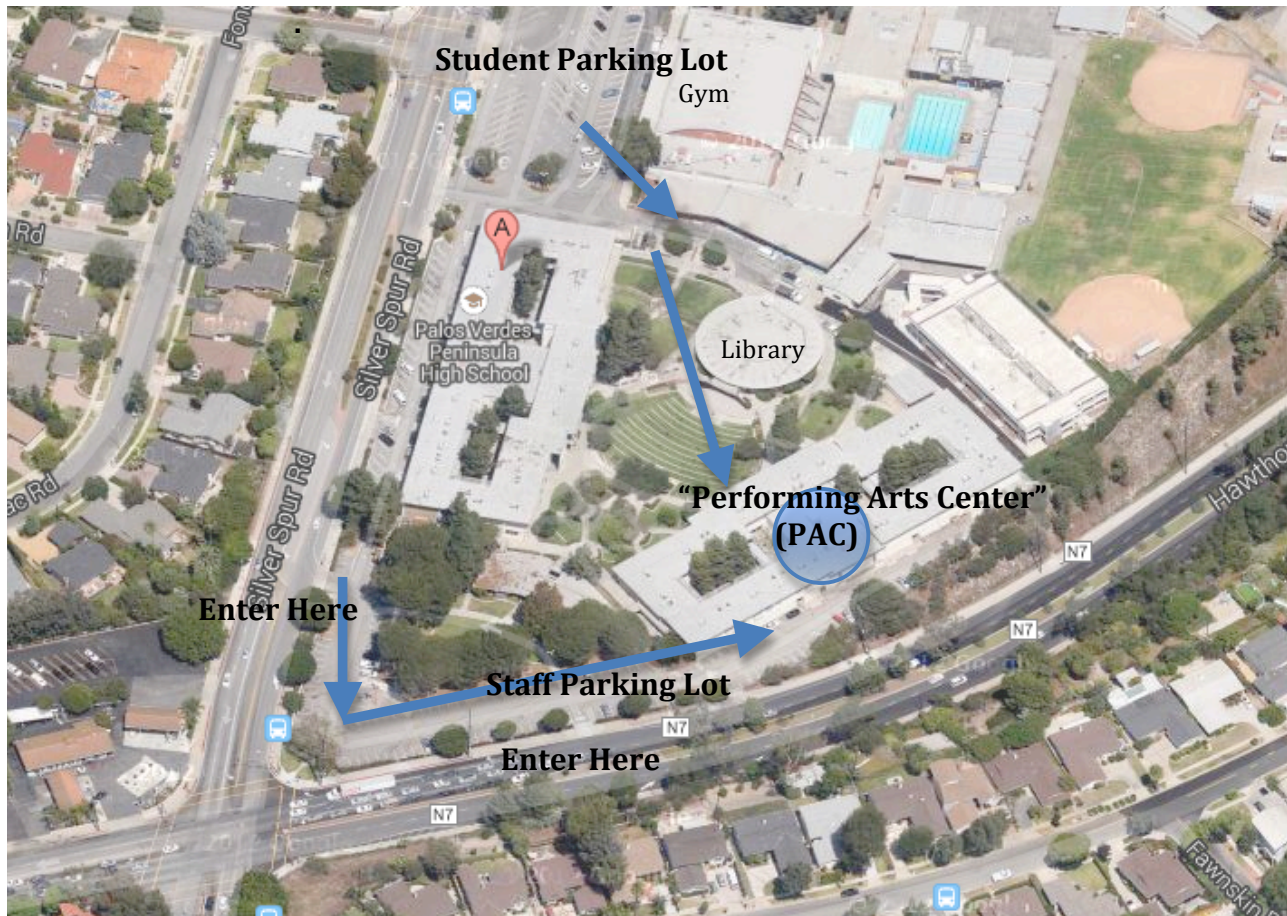 Student Parking Lot
Gym
A
Rd
Silver Spur Rd
Palos Verdes
Peninsula
High School
Library
"Performing Arts Center"
(PAC)
N7
Silver Spur Rd
Enter Here
N7
Staff Parking Lot
N7
Enter Here
N7